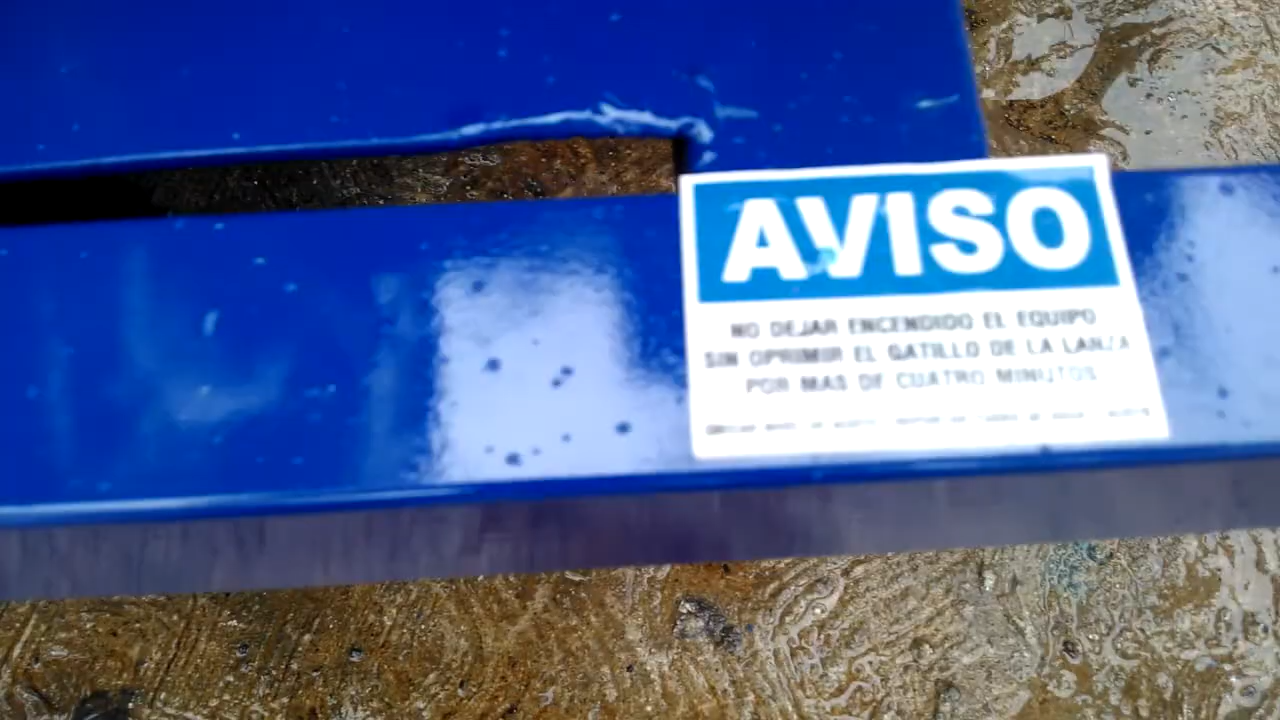 AVISO
NO DEJAR ENCENDIDO EL EQUIPO
SIN OPRIMIR EL GATILLO DE LA LANZA
POR MAS DE CUATRO MINUTOS